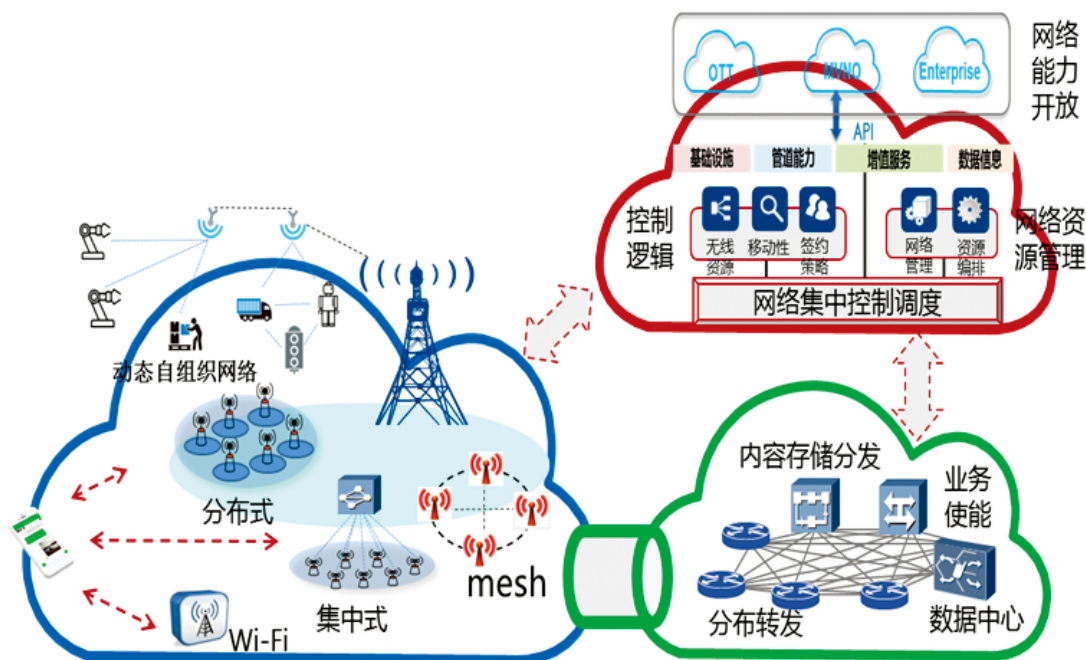 网络
能力
开放
OTT
MVNO
Enterprise
API
基础设施
管道能力
增值服务
数据信息
控制
逻辑
无线
资源
移动性
签约
策略
网络
管理
资源
编排
网络资
源管理
网络集中控制调度
动态自组织网络
分布式
集中式
mesh
Wi-Fi
内容存储分发
业务
使能
分布转发
数据中心